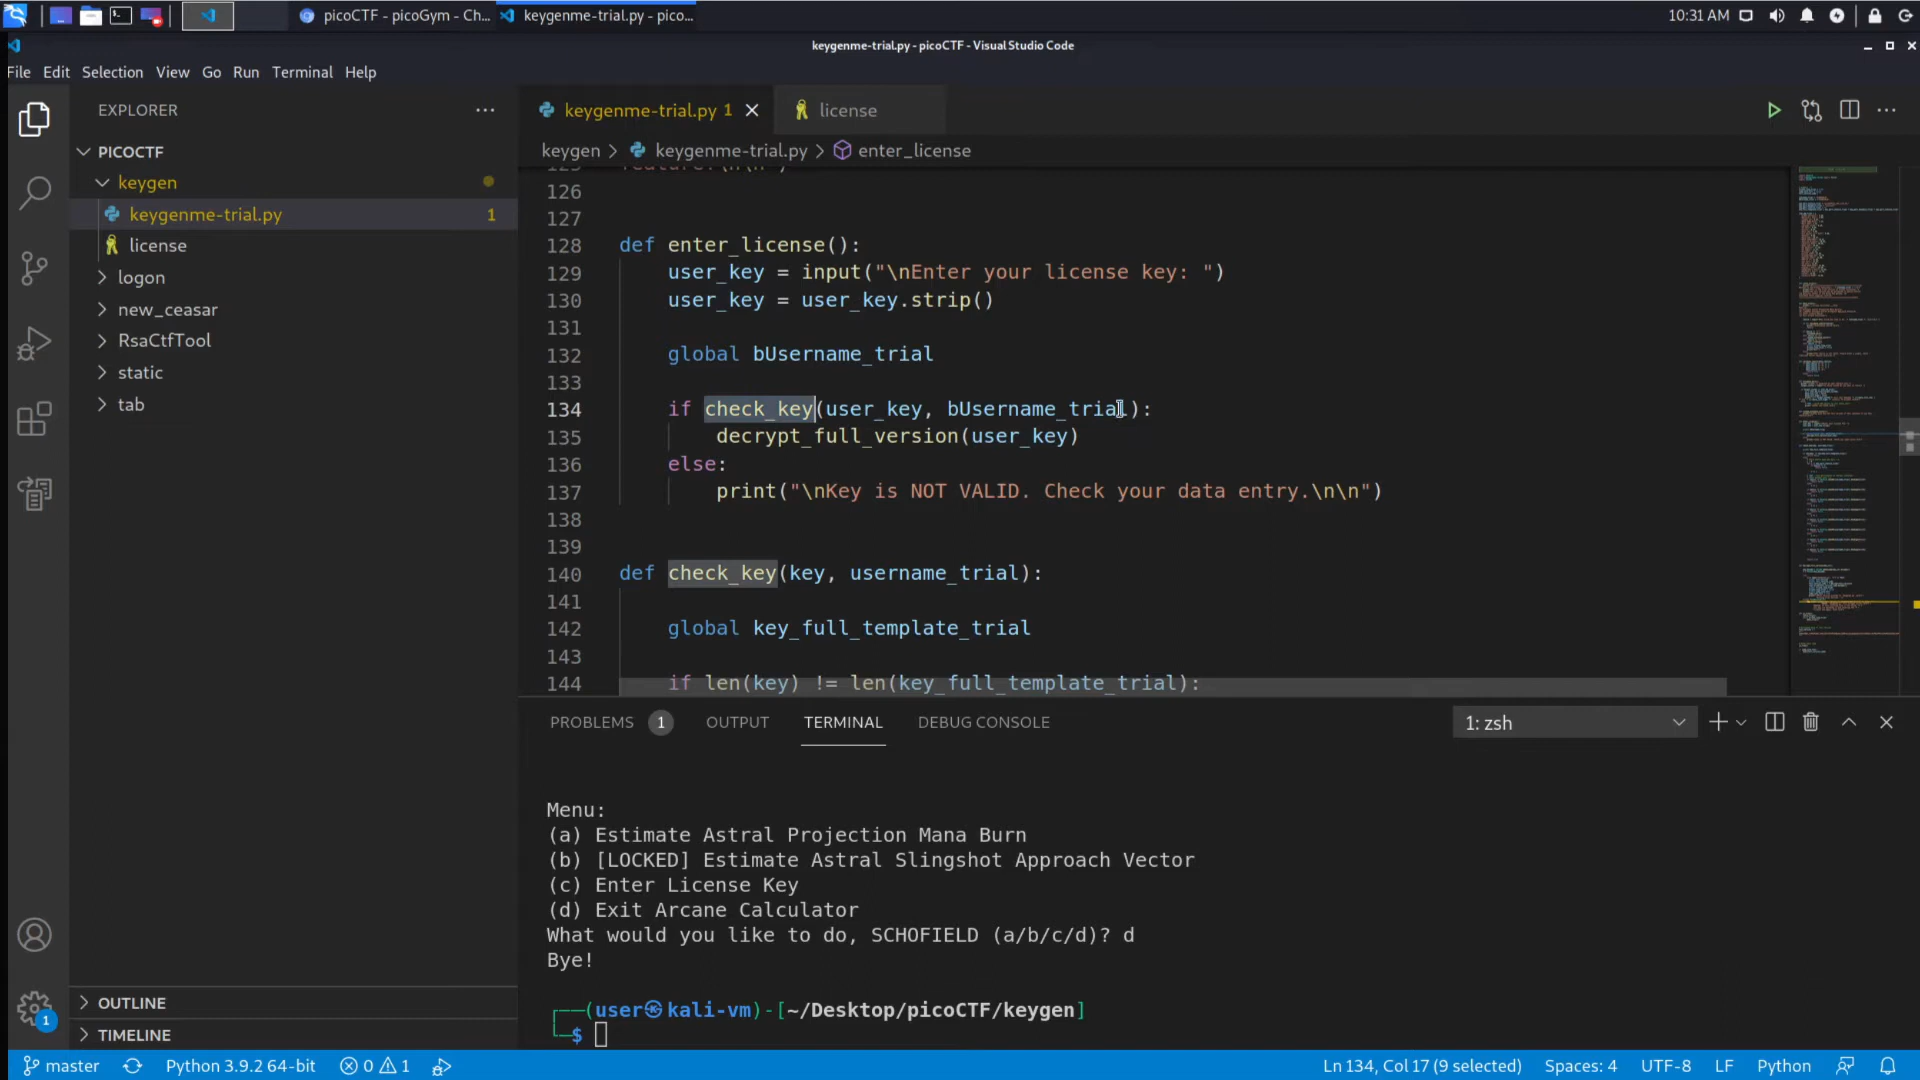 picoCTF - picoGym - Ch...
keygenme-trial.py - pico...
10:31 AM
keygenme-trial.py - picoCTF - Visual Studio Code
File Edit Selection View Go Run Terminal Help
EXPLORER
PICOCTF
keygen
keygenme-trial.py 1
license
logon
new_ceasar
RsaCtfTool
static
tab
OUTLINE
TIMELINE
1
keygenme-trial.py 1
license
keygen > keygenme-trial.py > enter_license
126
127
128 def enter_license():
129 user_key = input("\nEnter your license key: ")
130 user_key = user_key.strip()
131
132 global bUsername_trial
133
134 if check_key(user_key, bUsername_trial):
135 decrypt_full_version(user_key)
136 else:
137 print("\nKey is NOT VALID. Check your data entry.\n\n")
138
139
140 def check_key(key, username_trial):
141
142 global key_full_template_trial
143
144 if len(key) != len(key_full_template_trial):
PROBLEMS 1 OUTPUT TERMINAL DEBUG CONSOLE
1: zsh
Menu:
(a) Estimate Astral Projection Mana Burn
(b) [LOCKED] Estimate Astral Slingshot Approach Vector
(c) Enter License Key
(d) Exit Arcane Calculator
What would you like to do, SCHOFIELD (a/b/c/d)? d
Bye!
(user㉿kali-vm)-[~/Desktop/picoCTF/keygen]
$
master Python 3.9.2 64-bit 0 1 Ln 134, Col 17 (9 selected) Spaces: 4 UTF-8 LF Python